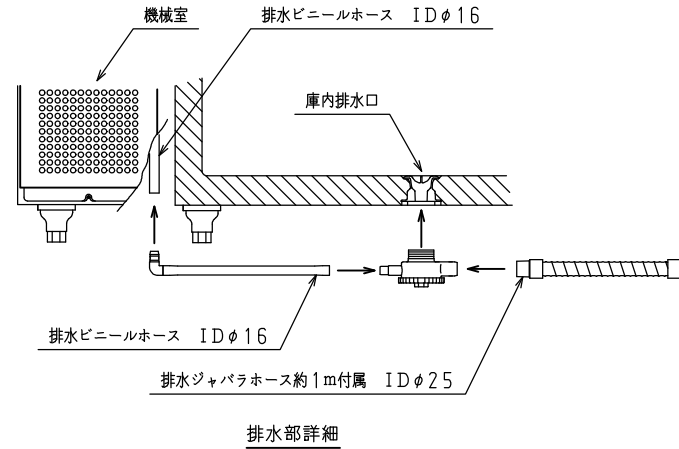 機械室
排水ビニールホース IDφ16
庫内排水口
排水ビニールホース IDφ16
排水ジャバラホース約1m付属 IDφ25
排水部詳細